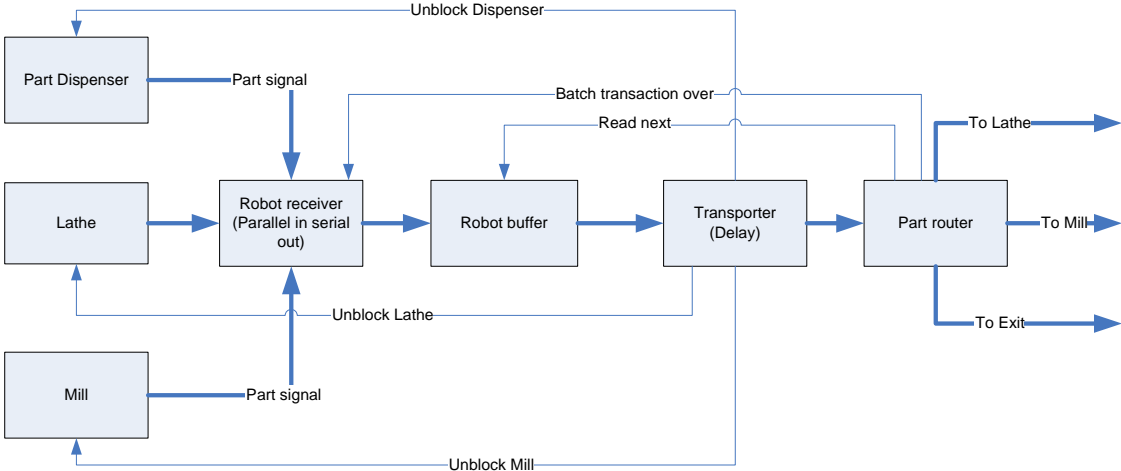 Unblock Dispenser
Part Dispenser
Part signal
Batch transaction over
Read next
To Lathe
Lathe
Robot receiver
(Parallel in serial
out)
Robot buffer
Transporter
(Delay)
Part router
To Mill
Unblock Lathe
To Exit
Mill
Part signal
Unblock Mill